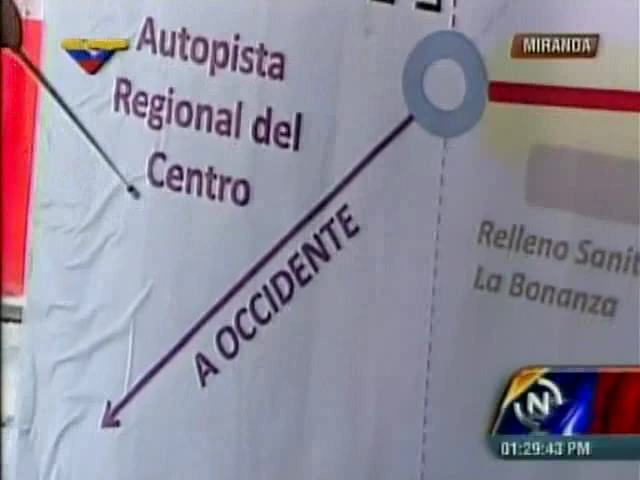 Autopista
Regional del
Centro
MIRANDA
A OCCIDENTE
Relleno Sanit
La Bonanza
N
01:29:43 PM